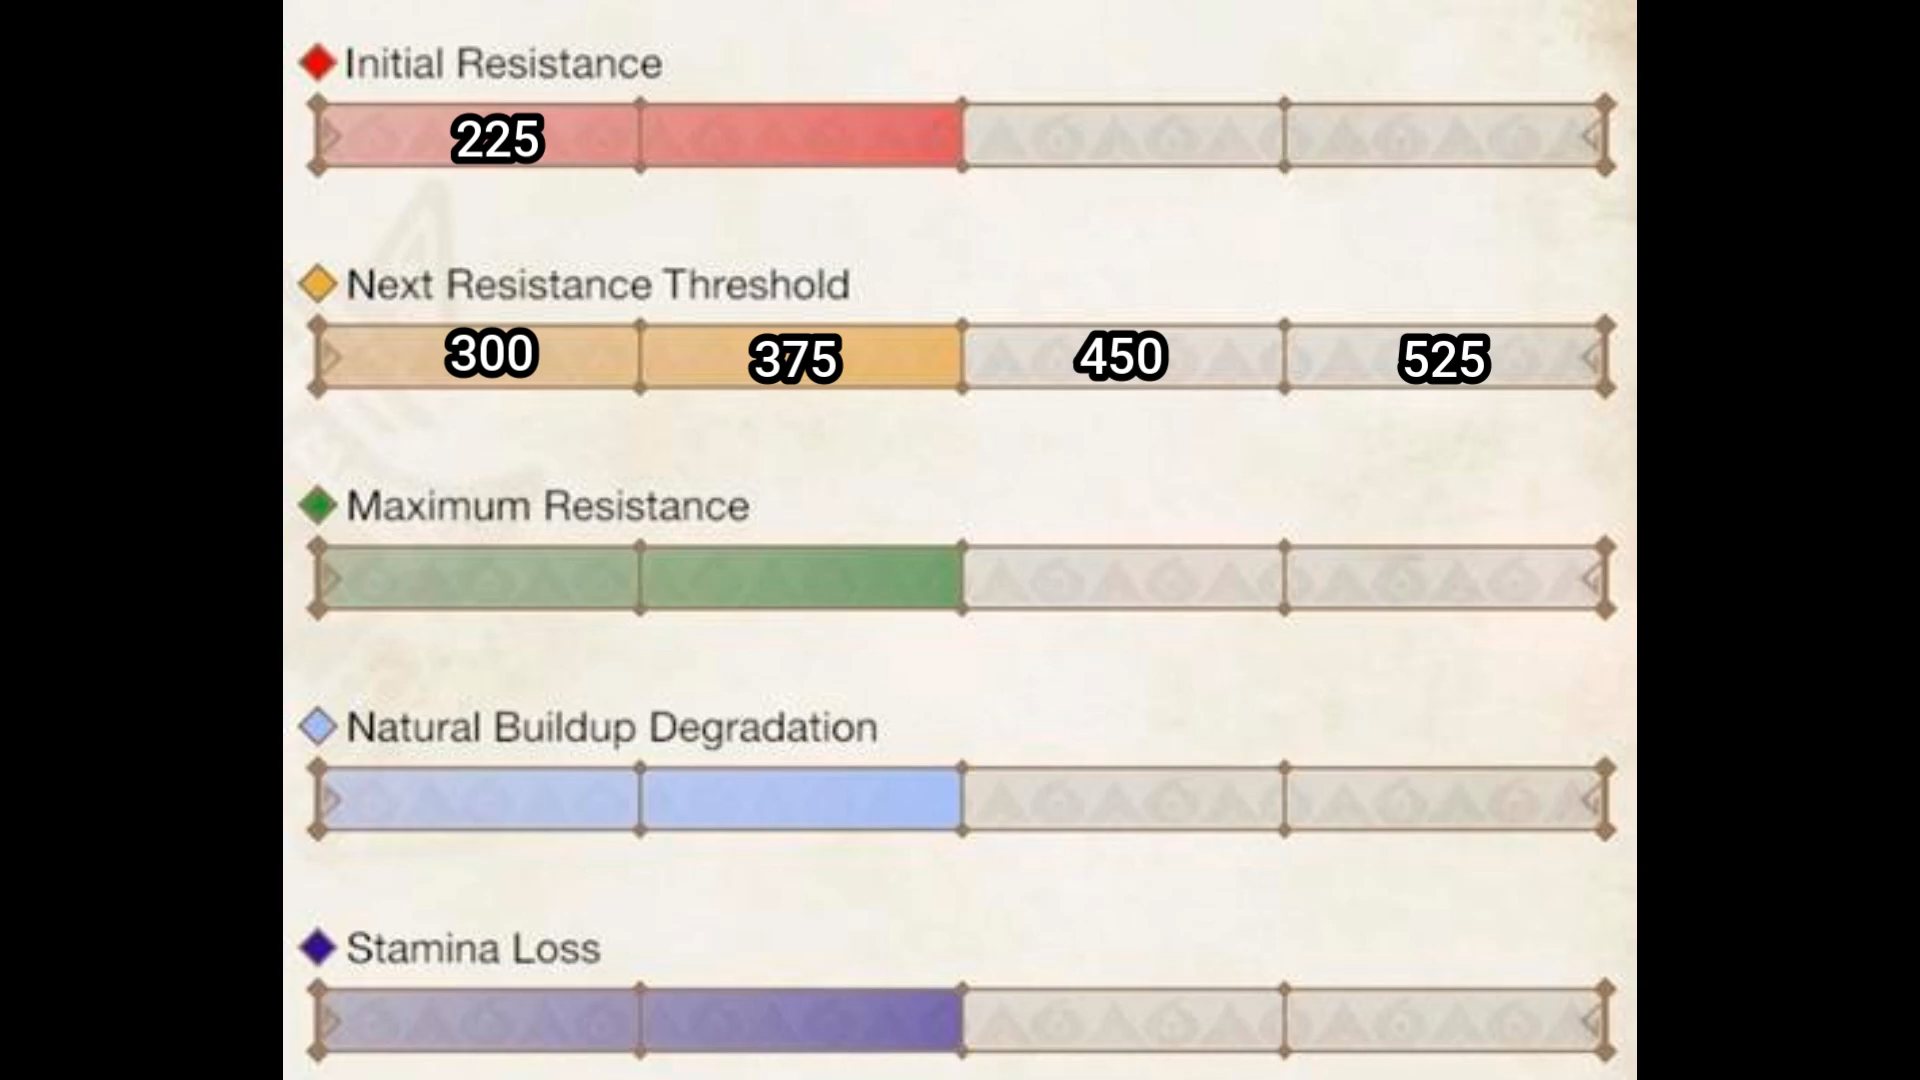 Initial Resistance
225
Next Resistance Threshold
300 375 450 525
Maximum Resistance
Natural Buildup Degradation
Stamina Loss